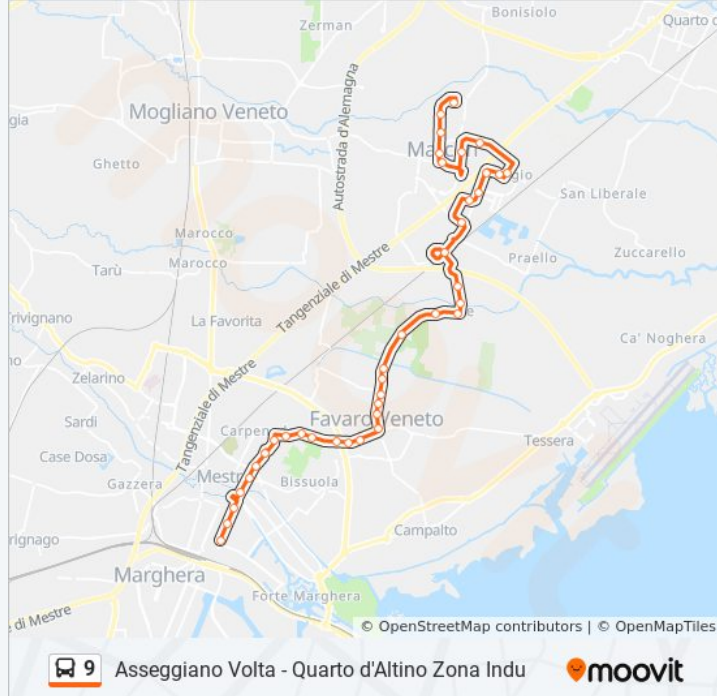 Bonisiolo
Quarto d
Zerman
Mogliano Veneto
gia
Ghetto
Autostrada d'Alemagna
San Liberale
Marocco
Marocco
Praello
Zuccarello
Tarù
Tangenziale di Mestre
Trivignano
La Favorita
Ca' Noghera
Zelarino
Tangenziale di Mestre
Sardi
Favaro Veneto
Tessera
Case Dosa
Gazzera
Mestre
Bissuola
rignago
Campalto
Marghera
Forte Marghera
di Mestre
© OpenStreetMap contributors | © OpenMapTiles
9 Asseggiano Volta - Quarto d'Altino Zona Indu moovit